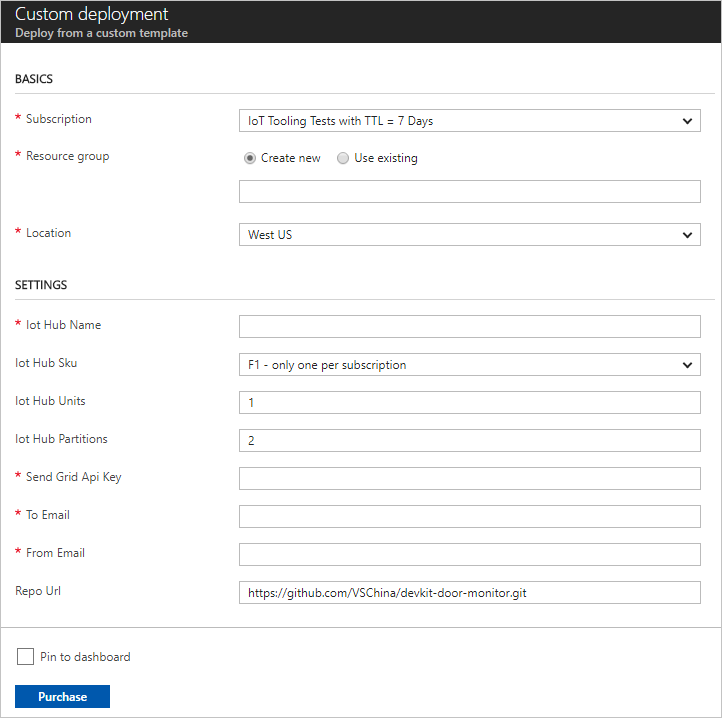 Custom deployment
Deploy from a custom template
BASICS
* Subscription
IoT Tooling Tests with TTL = 7 Days
* Resource group
Create new Use existing
* Location
West US
SETTINGS
* Iot Hub Name
Iot Hub Sku
F1 - only one per subscription
Iot Hub Units
1
Iot Hub Partitions
2
* Send Grid Api Key
* To Email
* From Email
Repo Url
https://github.com/VSChina/devkit-door-monitor.git
Pin to dashboard
Purchase